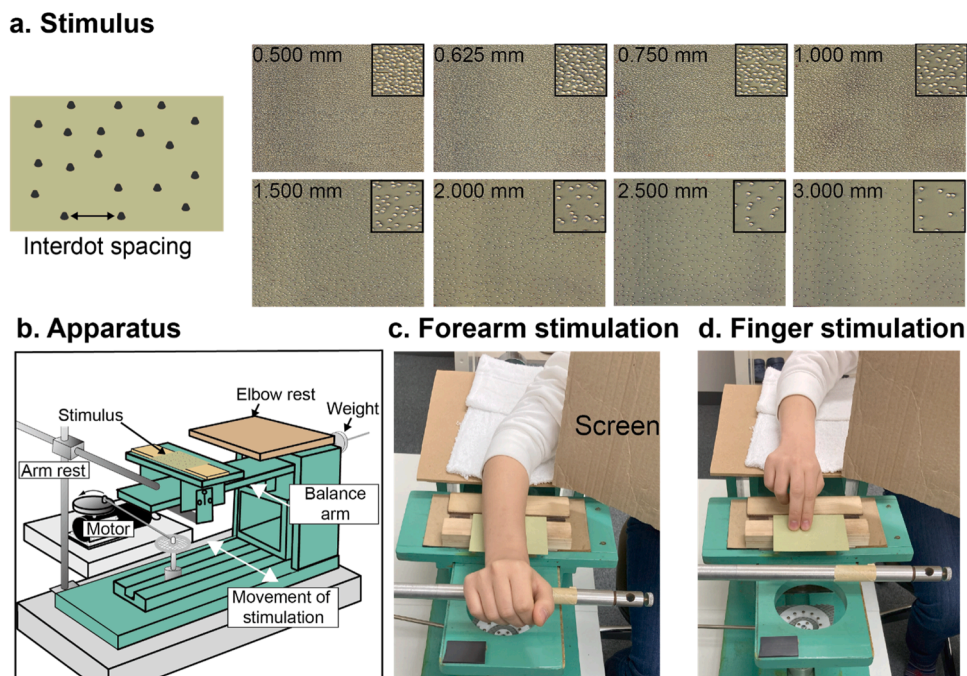 a. Stimulus
0.500 mm
0.625 mm
0.750 mm
1.000 mm
1.500 mm
2.000 mm
2.500 mm
3.000 mm
Interdot spacing
b. Apparatus
Elbow rest
Weight
Stimulus
Arm rest
Motor
Balance
arm
Movement of
stimulation
c. Forearm stimulation
Screen
d. Finger stimulation